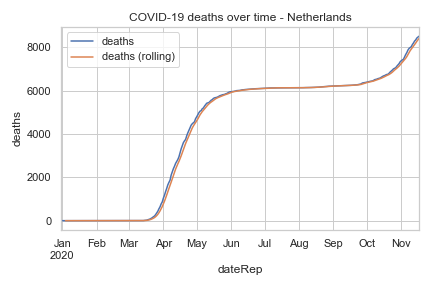 COVID-19 deaths over time - Netherlands
deaths
deaths (rolling)
8000
6000
4000
2000
0
deaths
Jan Feb Mar Apr May Jun Jul Aug Sep Oct Nov
2020
dateRep